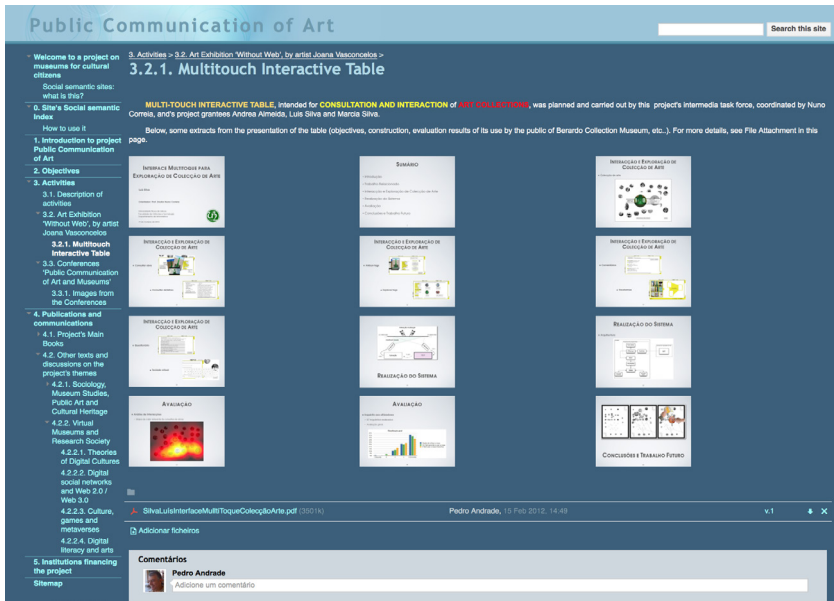 Public Communication of Art
Search this site
Welcome to a project on
museums for cultural
citizens
Social semantic sites:
what is this?
0. Site's Social semantic
Index
How to use it
1. Introduction to project
Public Communication
of Art
2. Objectives
3. Activities
3.1. Description of
activities
3.2. Art Exhibition
'Without Web', by artist
Joana Vasconcelos
3.2.1. Multitouch
Interactive Table
3.3. Conferences
'Public Communication
of Art and Museums'
3.3.1. Images from
the Conferences
4. Publications and
communications
4.1. Project's Main
Books
4.2. Other texts and
discussions on the
project's themes
4.2.1. Sociology,
Museum Studies,
Public Art and
Cultural Heritage
4.2.2. Virtual
Museums and
Research Society
4.2.2.1. Theories
of Digital Cultures
4.2.2.2. Digital
social networks
and Web 2.0 /
Web 3.0
4.2.2.3. Culture,
games and
metaverses
4.2.2.4. Digital
literacy and arts
5. Institutions financing
the project
Sitemap
3. Activities > 3.2. Art Exhibition 'Without Web', by artist Joana Vasconcelos >
3.2.1. Multitouch Interactive Table
MULTI-TOUCH INTERACTIVE TABLE, intended for CONSULTATION AND INTERACTION of ART COLLECTIONS, was planned and carried out by this project's intermedia task force, coordinated by Nuno
Correia, and's project grantees Andrea Almeida, Luis Silva and Marcia Silva.
Below, some extracts from the presentation of the table (objectives, construction, evaluation results of its use by the public of Berardo Collection Museum, etc..). For more details, see File Attachment in this
page.
INTERFACE MULTITOQUE PARA
EXPLORAÇÃO DE COLECÇÃO DE ARTE
SUMÁRIO
INTERACÇÃO E EXPLORAÇÃO DE
COLECÇÃO DE ARTE
INTERACÇÃO E EXPLORAÇÃO DE
COLECÇÃO DE ARTE
INTERACÇÃO E EXPLORAÇÃO DE
COLECÇÃO DE ARTE
INTERACÇÃO E EXPLORAÇÃO DE
COLECÇÃO DE ARTE
INTERACÇÃO E EXPLORAÇÃO DE
COLECÇÃO DE ARTE
REALIZAÇÃO DO SISTEMA
REALIZAÇÃO DO SISTEMA
AVALIAÇÃO
AVALIAÇÃO
CONCLUSÕES E TRABALHO FUTURO
SilvaLuisInterfaceMultiToqueColecçãoArte.pdf (3501k)
Pedro Andrade, 15 Feb 2012, 14:49
v.1
Adicionar ficheiros
Comentários
Pedro Andrade
Adicione um comentário